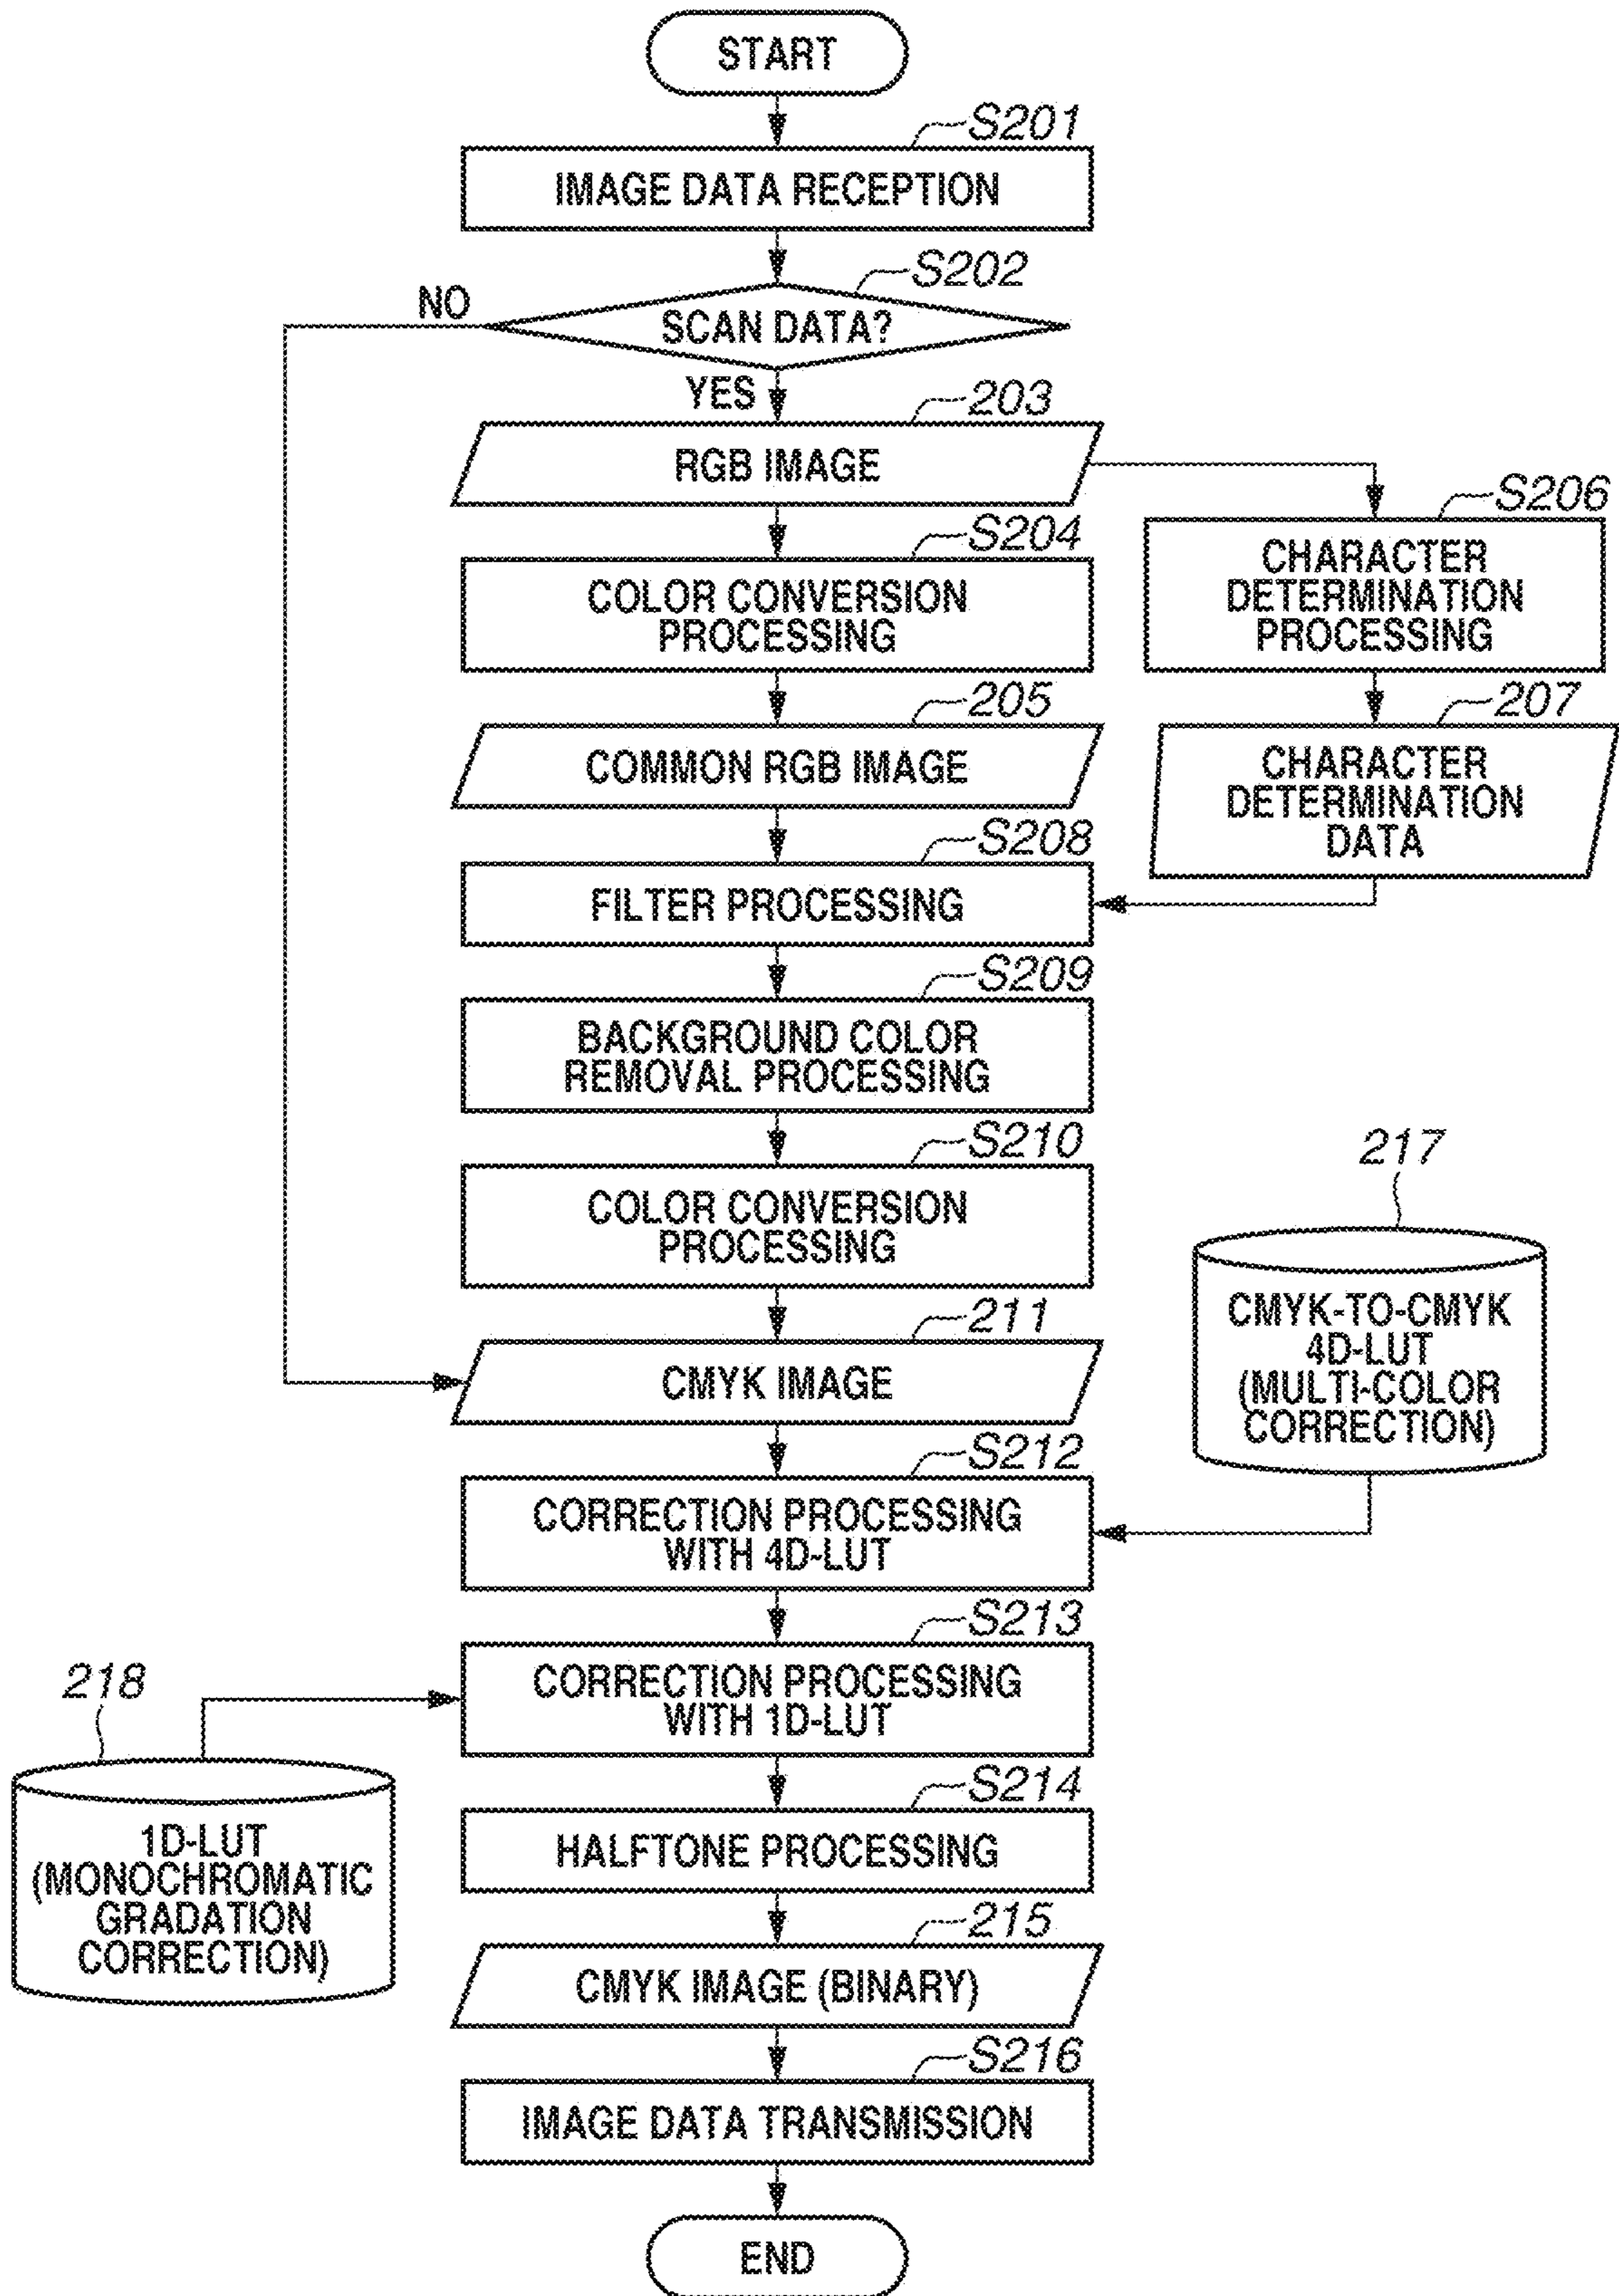 START
S201
IMAGE DATA RECEPTION
S202
NO
SCAN DATA?
YES
203
RGB IMAGE
S204
COLOR CONVERSION
PROCESSING
S206
CHARACTER
DETERMINATION
PROCESSING
205
COMMON RGB IMAGE
207
CHARACTER
DETERMINATION
DATA
S208
FILTER PROCESSING
S209
BACKGROUND COLOR
REMOVAL PROCESSING
S210
COLOR CONVERSION
PROCESSING
211
CMYK IMAGE
217
CMYK-TO-CMYK
4D-LUT
(MULTI-COLOR
CORRECTION)
S212
CORRECTION PROCESSING
WITH 4D-LUT
S213
CORRECTION PROCESSING
WITH 1D-LUT
218
1D-LUT
(MONOCHROMATIC
GRADATION
CORRECTION)
S214
HALFTONE PROCESSING
215
CMYK IMAGE (BINARY)
S216
IMAGE DATA TRANSMISSION
END